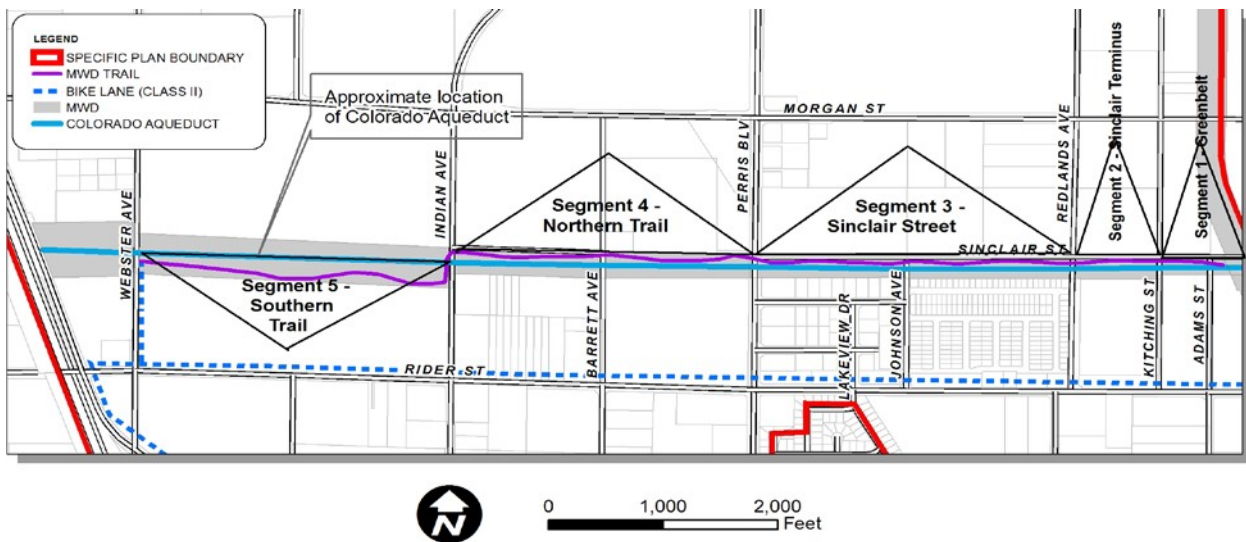 LEGEND
SPECIFIC PLAN BOUNDARY
MWD TRAIL
BIKE LANE (CLASS II)
MWD
COLORADO AQUEDUCT
Approximate location
of Colorado Aqueduct
MORGAN ST
WEBSTER AVE
INDIAN AVE
PERRIS BLV
REDLANDS AVE
Segment 2 - Sinclair Terminus
Segment 1 - Greenbelt
Segment 4 -
Northern Trail
Segment 3 -
Sinclair Street
SINCLAIR ST
Segment 5 -
Southern
Trail
BARRETT AVE
LAKEVIEW DR
JOHNSON AVE
KITCHING ST
ADAMS ST
RIDER ST
N
0 1,000 2,000
Feet